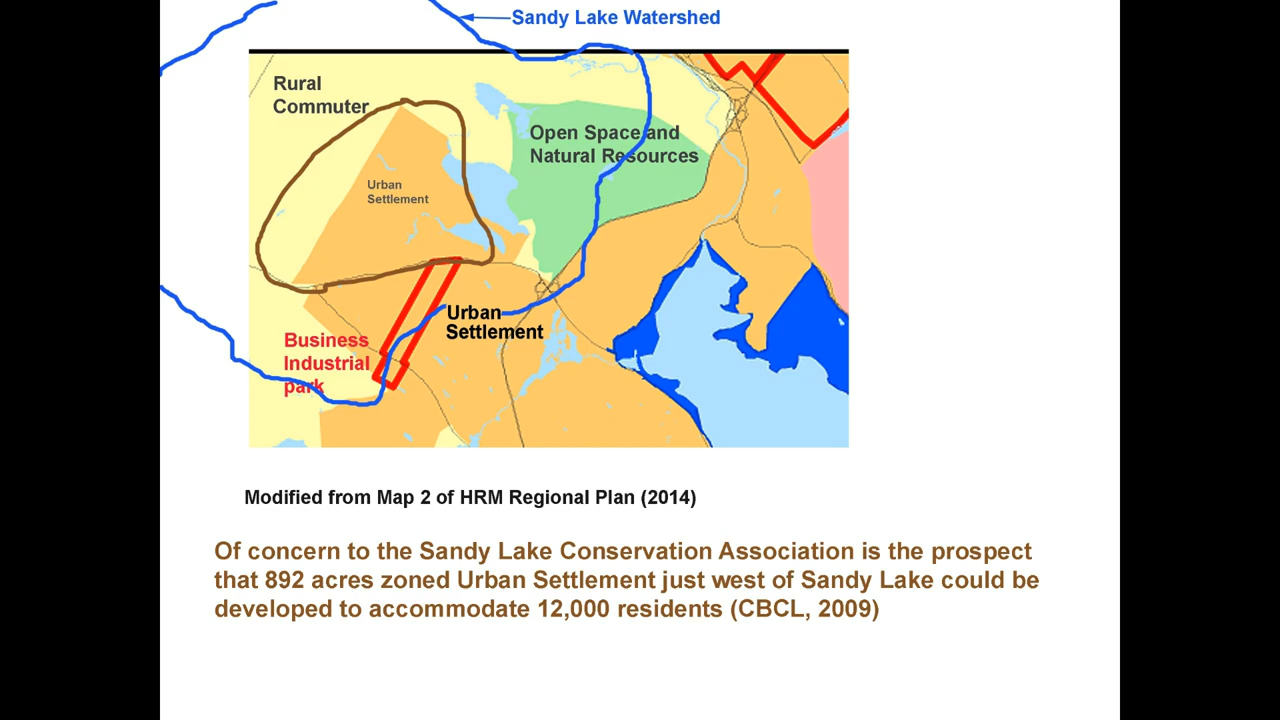 Sandy Lake Watershed
Rural
Commuter
Open Space and
Natural Resources
Urban
Settlement
Urban
Settlement
Business
Industrial
park
Modified from Map 2 of HRM Regional Plan (2014)
Of concern to the Sandy Lake Conservation Association is the prospect
that 892 acres zoned Urban Settlement just west of Sandy Lake could be
developed to accommodate 12,000 residents (CBCL, 2009)